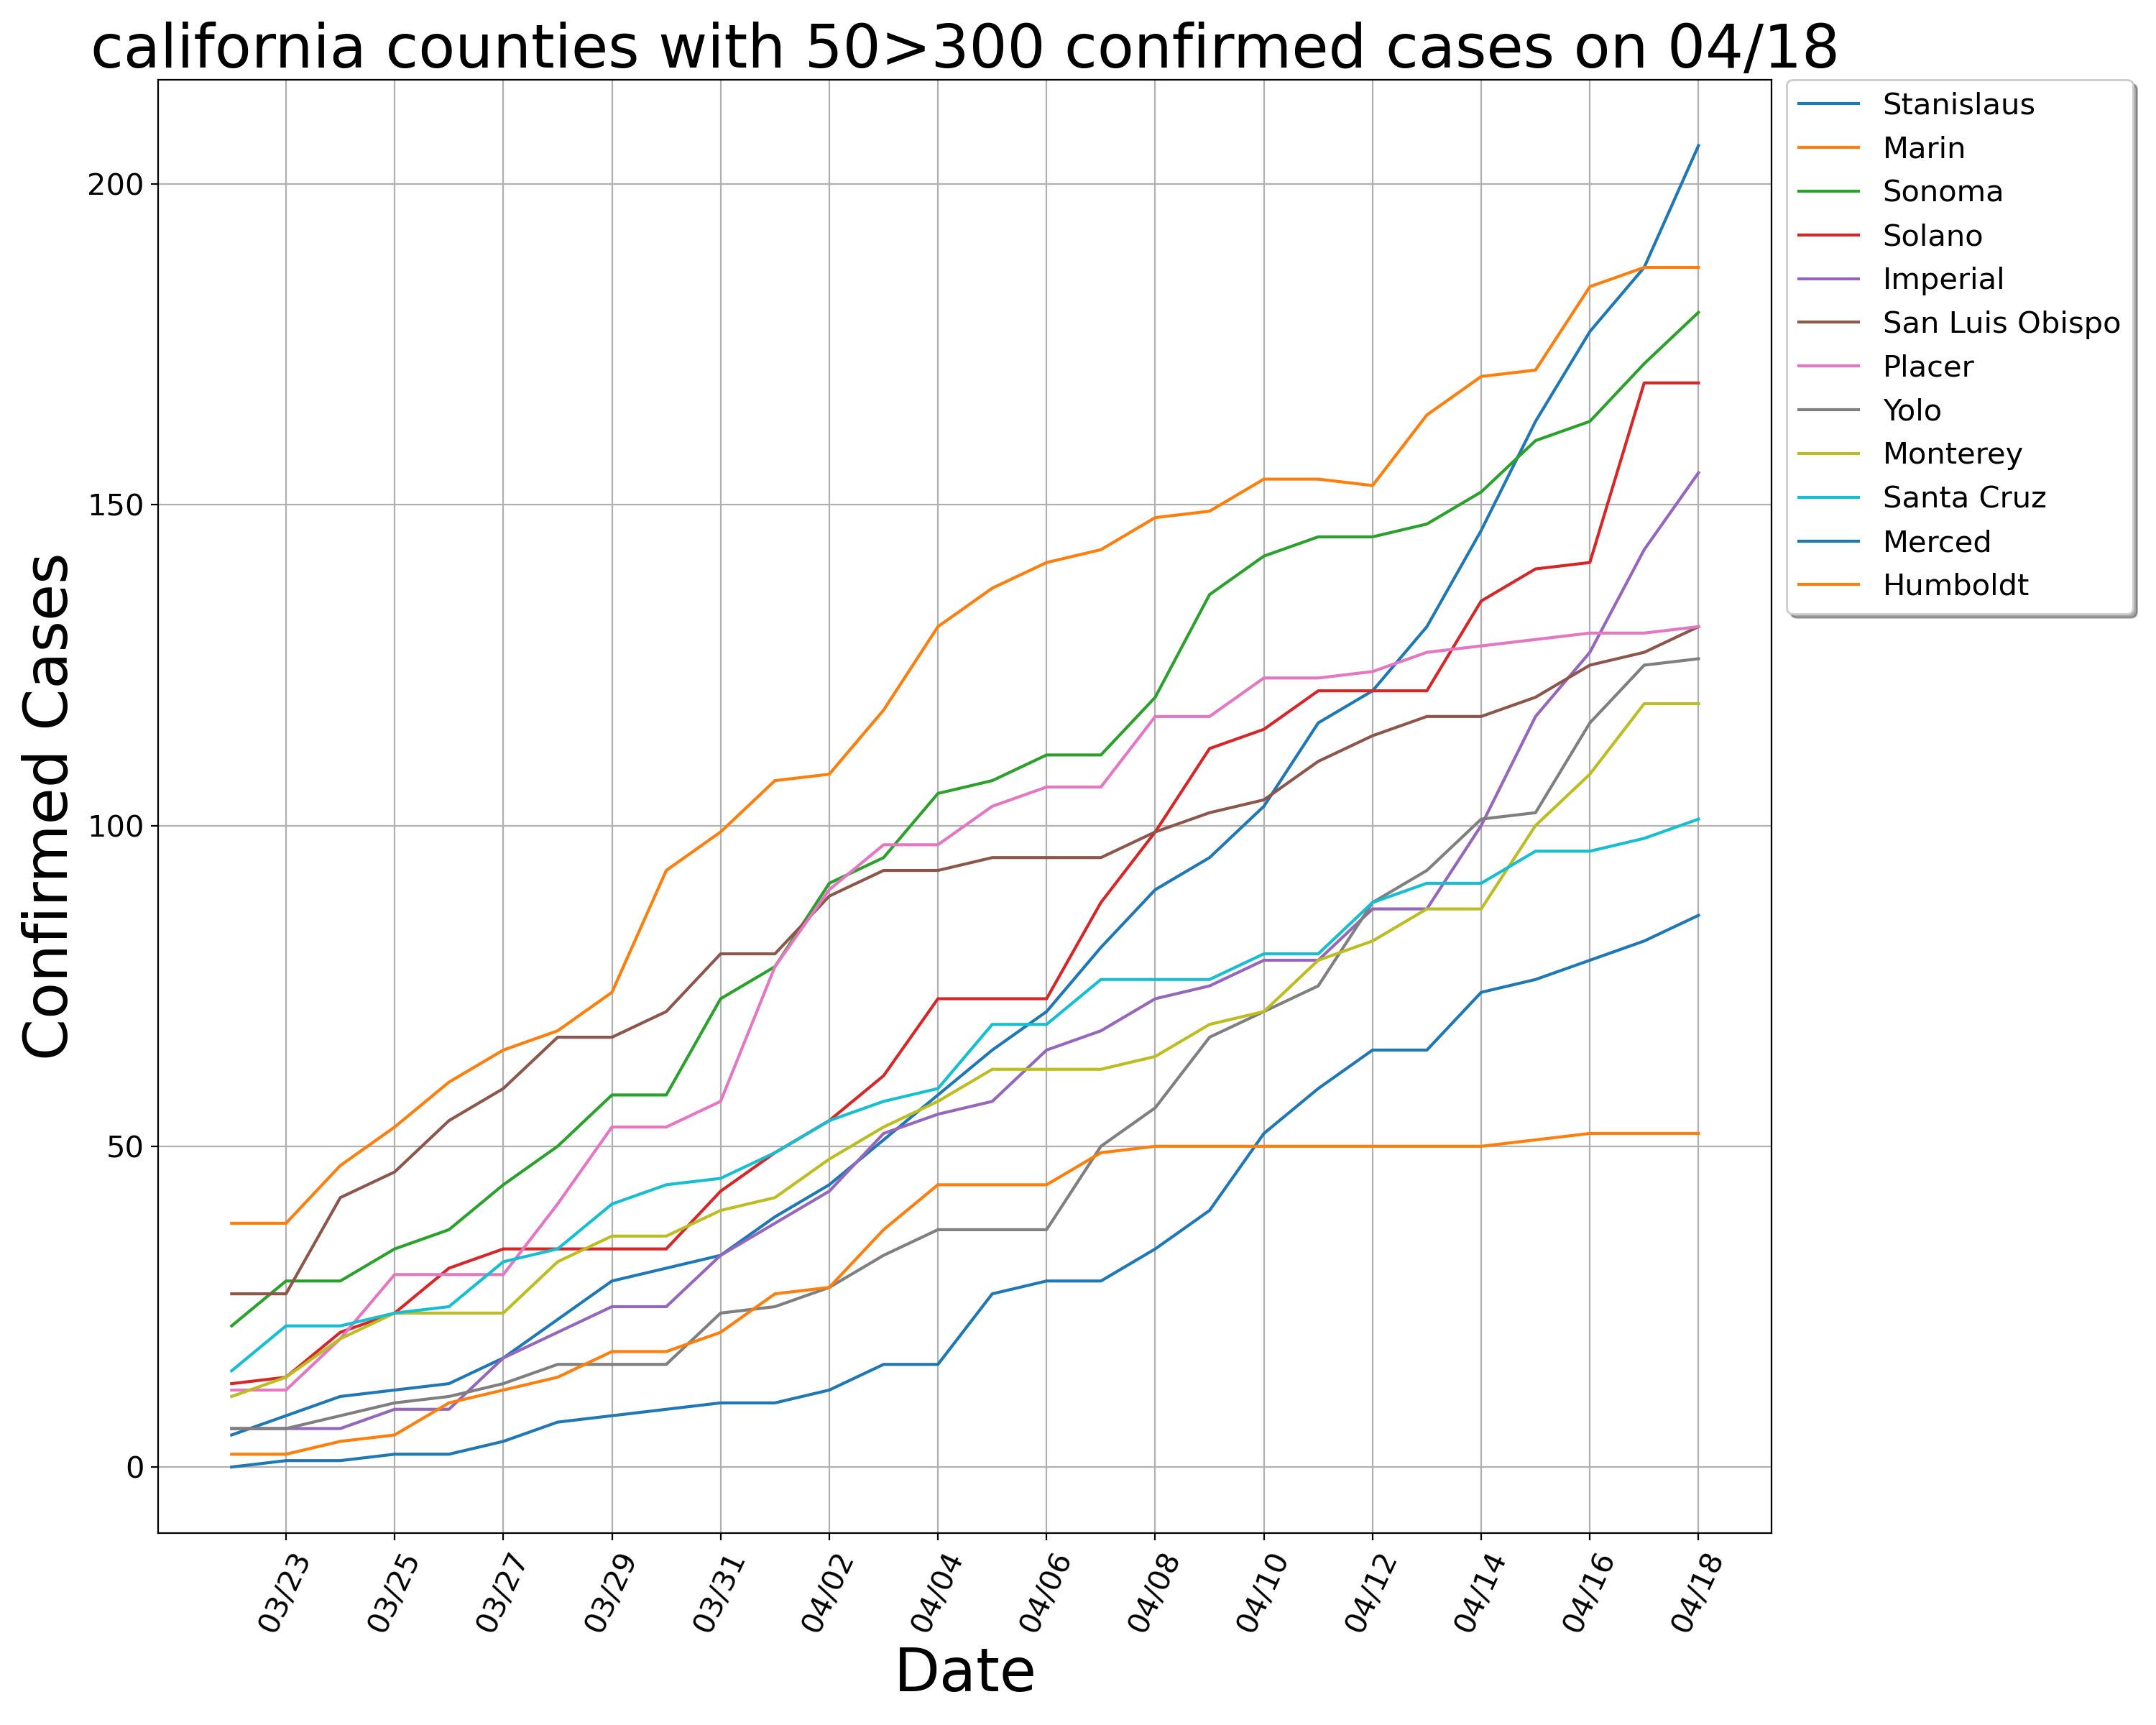 california counties with 50>300 confirmed cases on 04/18
Stanislaus
Marin
Sonoma
Solano
Imperial
San Luis Obispo
Placer
Yolo
Monterey
Santa Cruz
Merced
Humboldt
Confirmed Cases
200
150
100
50
0
03/23 03/25 03/27 03/29 03/31 04/02 04/04 04/06 04/08 04/10 04/12 04/14 04/16 04/18
Date